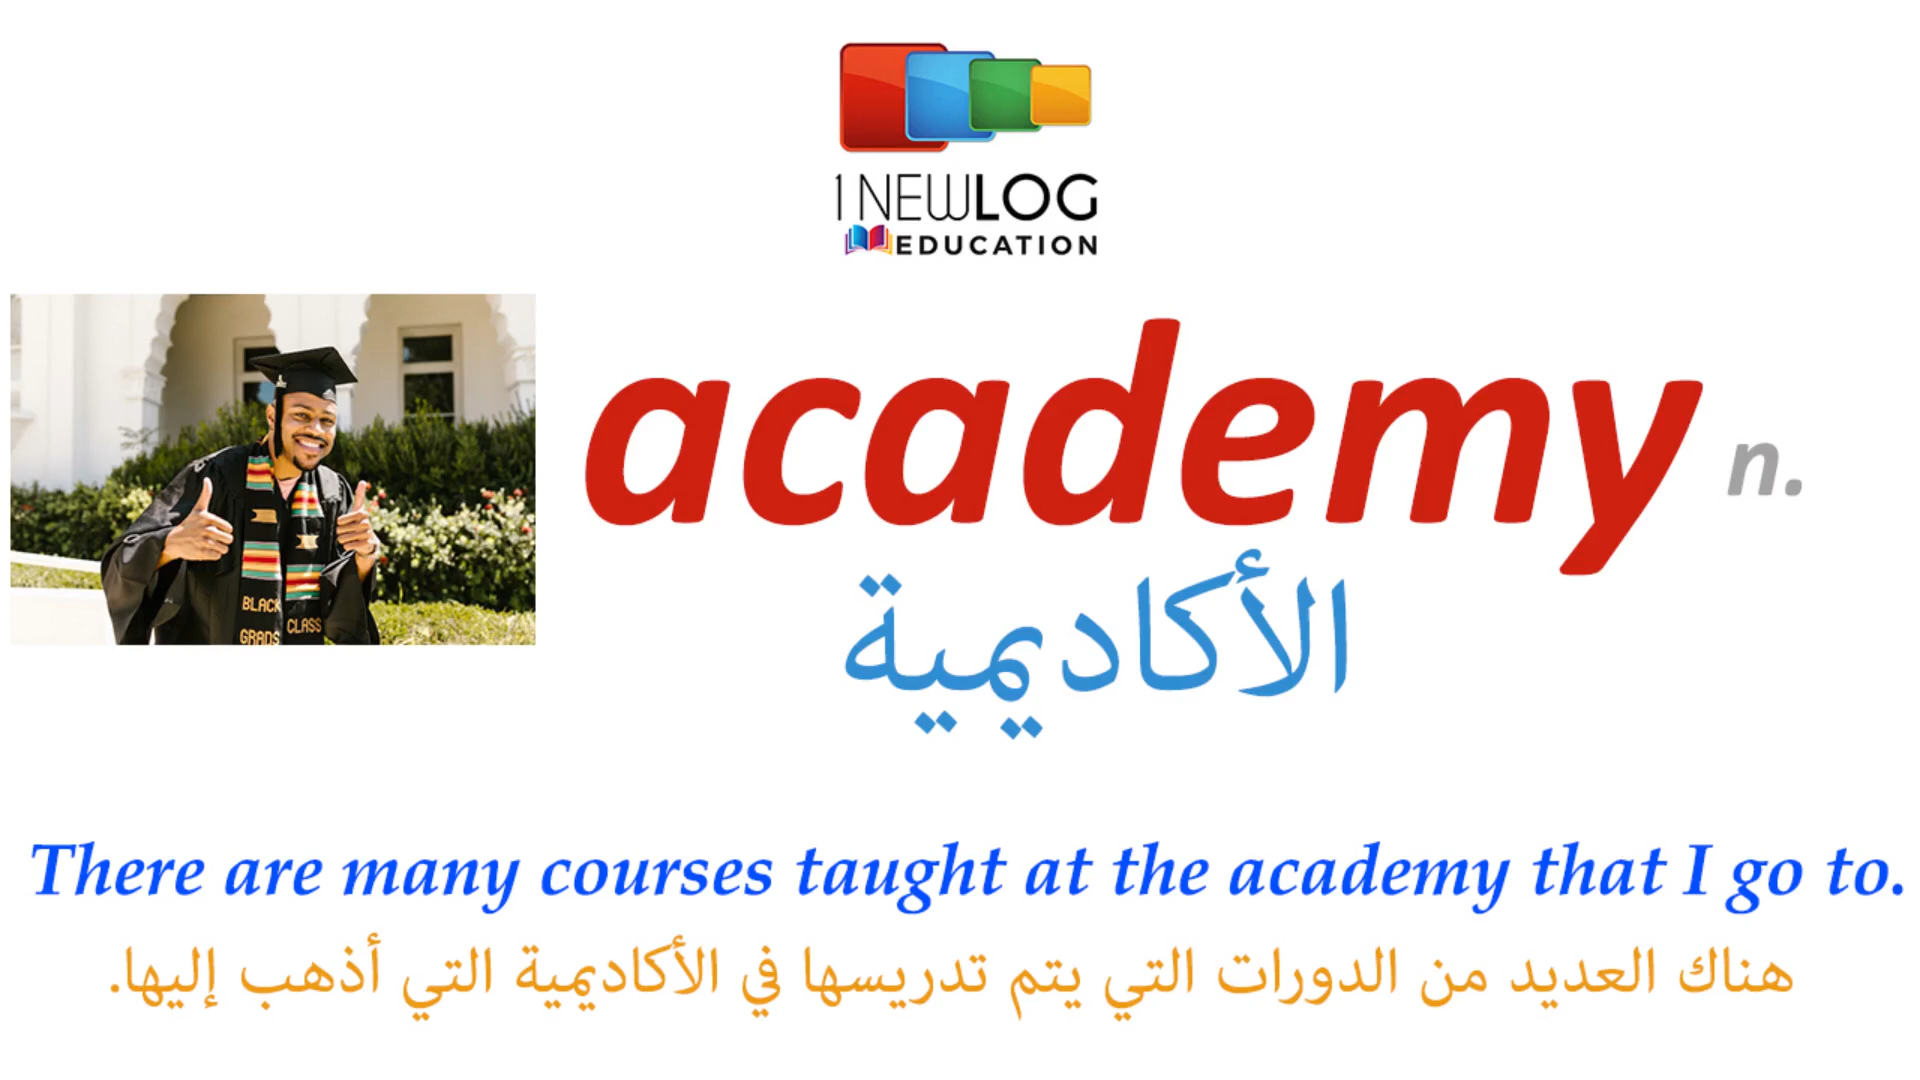 1 NEWLOG
EDUCATION
academy n.
الأكاديمية
BLACK
GRADS
CLASS
There are many courses taught at the academy that I go to.
هناك العديد من الدورات التي يتم تدريسها في الأكاديمية التي أذهب إليها.